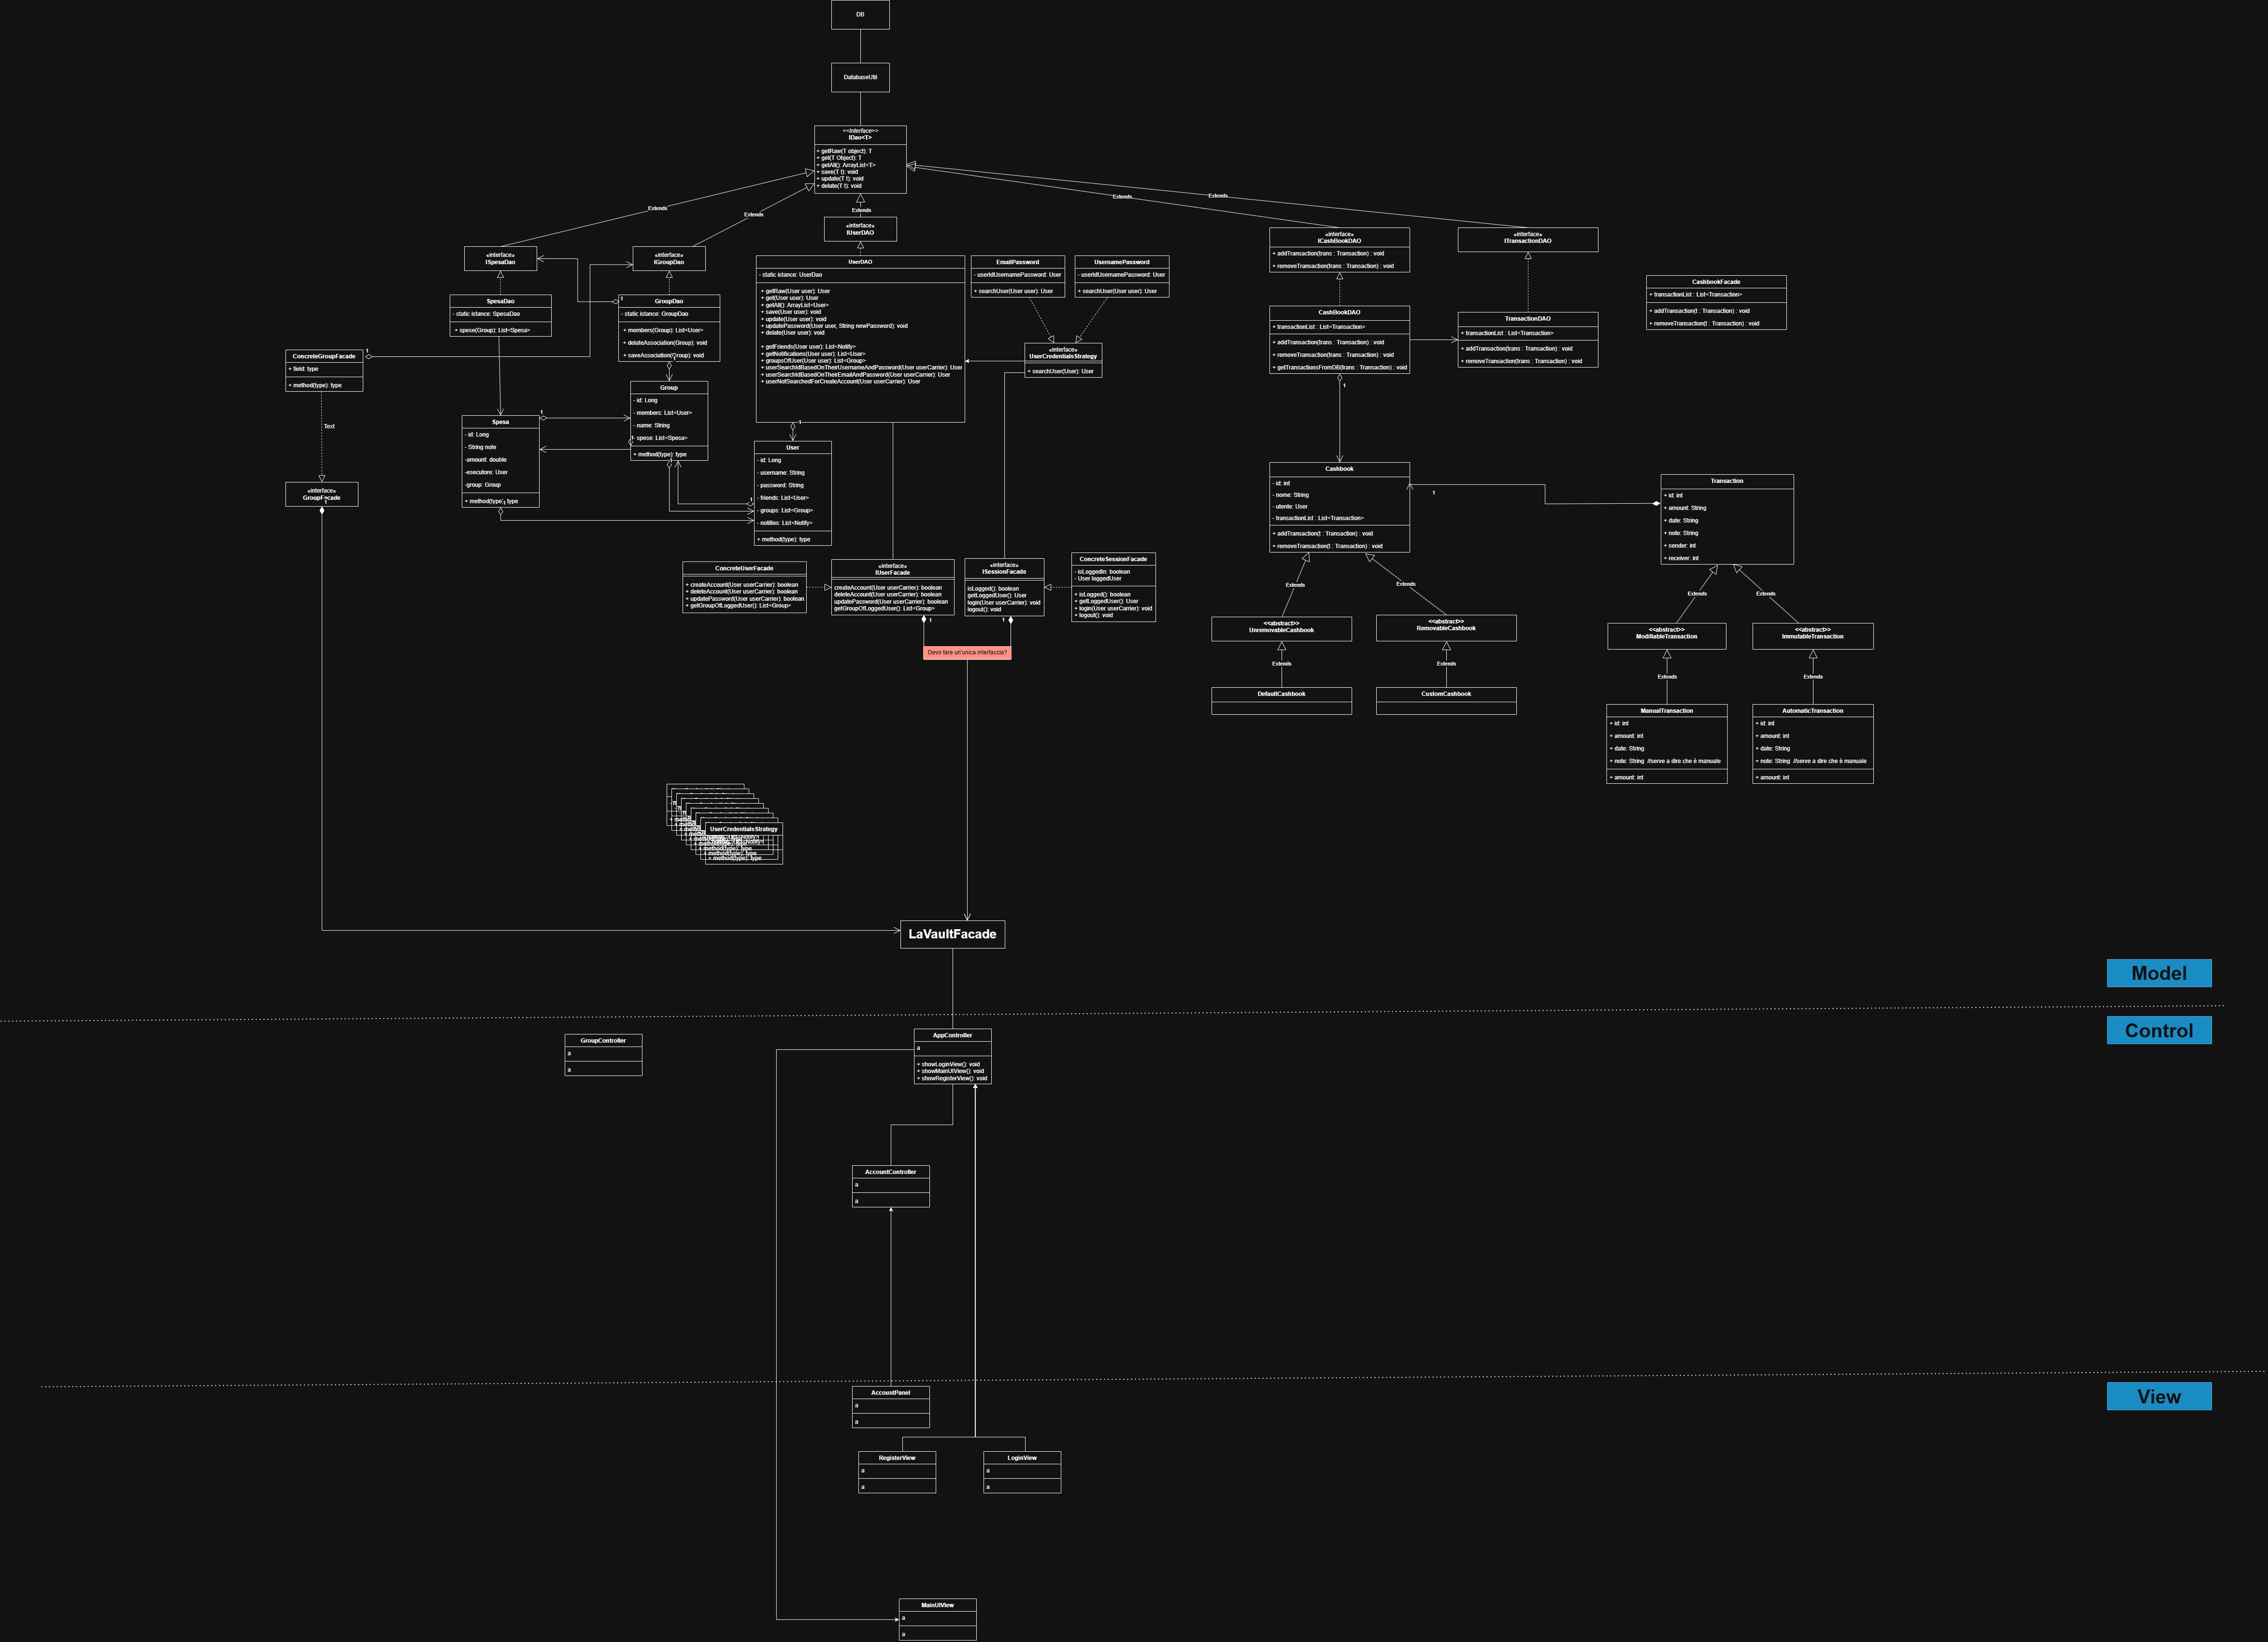 DB
DatabaseUtil
<<Interface>>
IDao<T>
+ getRaw(T object): T
+ get(T Object): T
+ getAll(): ArrayList<T>
+ save(T t): void
+ update(T t): void
+ delate(T t): void
Extends
Extends
Extends
Extends
Extends
«interface»
IUserDAO
«interface»
ISpesaDao
«interface»
IGroupDao
«interface»
ICashBookDAO
+ addTransaction(trans : Transaction) : void
+ removeTransaction(trans : Transaction) : void
«interface»
ITransactionDAO
SpesaDao
- static istance: SpesaDao
+ spese(Group): List<Spesa>
1
GroupDao
- static istance: GroupDao
+ members(Group): List<User>
+ delateAssociation(Group): void
+ saveAssociation(Group): void
1
UserDAO
- static istance: UserDao
+ getRaw(User user): User
+ get(User user): User
+ getAll(): ArrayList<User>
+ save(User user): void
+ update(User user): void
+ updatePassword(User user, String newPassword): void
+ delate(User user): void
+ getFriends(User user): List<Notify>
+ getNotifications(User user): List<User>
+ groupsOfUser(User user): List<Group>
+ userSearchIdBasedOnTheirUsernameAndPassword(User userCarrier): User
+ userSearchIdBasedOnTheirEmailAndPassword(User userCarrier): User
+ userNotSearchedForCreateAccount(User userCarrier): User
1
EmailPassword
- userIdUsernamePassword: User
+ searchUser(User user): User
UsernamePassword
- userIdUsernamePassword: User
+ searchUser(User user): User
«interface»
UserCredentialsStrategy
+ searchUser(User): User
CashBookDAO
+ transactionList : List<Transaction>
+ addTransaction(trans : Transaction) : void
+ removeTransaction(trans : Transaction) : void
+ getTransactionsFromDB(trans : Transaction) : void
1
TransactionDAO
+ transactionList : List<Transaction>
+ addTransaction(trans : Transaction) : void
+ removeTransaction(trans : Transaction) : void
CashbookFacade
+ transactionList : List<Transaction>
+ addTransaction(t : Transaction) : void
+ removeTransaction(t : Transaction) : void
ConcreteGroupFacade
+ field: type
+ method(type): type
1
Text
«interface»
GroupFacade
1
Spesa
- id: Long
- String note
-amount: double
-esecutore: User
-group: Group
+ method(type): type
1
1
Group
- id: Long
- members: List<User>
- name: String
- spese: List<Spesa>
+ method(type): type
1
1
User
- id: Long
- username: String
- password: String
- friends: List<User>
- groups: List<Group>
- notifies: List<Notify>
+ method(type): type
1
Cashbook
- id: int
- nome: String
- utente: User
- transactionList : List<Transaction>
+ addTransaction(t : Transaction) : void
+ removeTransaction(t : Transaction) : void
1
Transaction
+ id: int
+ amount: String
+ date: String
+ note: String
+ sender: int
+ receiver: int
ConcreteUserFacade
+ createAccount(User userCarrier): boolean
+ deleteAccount(User userCarrier): boolean
+ updatePassword(User userCarrier): boolean
+ getGroupOfLoggedUser(): List<Group>
«interface»
IUserFacade
createAccount(User userCarrier): boolean
deleteAccount(User userCarrier): boolean
updatePassword(User userCarrier): boolean
getGroupOfLoggedUser(): List<Group>
1
«interface»
ISessionFacade
isLogged(): boolean
getLoggedUser(): User
login(User userCarrier): void
logout(): void
1
ConcreteSessionFacade
- isLoggedIn: boolean
- User loggedUser
+ isLogged(): boolean
+ getLoggedUser(): User
+ login(User userCarrier): void
+ logout(): void
Devo fare un'unica interfaccia?
Extends
Extends
<<abstract>>
UnremovableCashbook
<<abstract>>
RemovableCashbook
Extends
Extends
DefaultCashbook
CustomCashbook
Extends
Extends
<<abstract>>
ModifiableTransaction
<<abstract>>
ImmutableTransaction
Extends
Extends
ManualTransaction
+ id: int
+ amount: int
+ date: String
+ note: String //serve a dire che è manuale
+ amount: int
AutomaticTransaction
+ id: int
+ amount: int
+ date: String
+ note: String //serve a dire che è manuale
+ amount: int
UserCredentialsStrategy
+ method(type): type
+ method(type): type
+ method(type): type
LaVaultFacade
Model
Control
GroupController
a
a
AppController
a
+ showLoginView(): void
+ showMainUIView(): void
+ showRegisterView(): void
AccountController
a
a
View
AccountPanel
a
a
RegisterView
a
a
LoginView
a
a
MainUIView
a
a